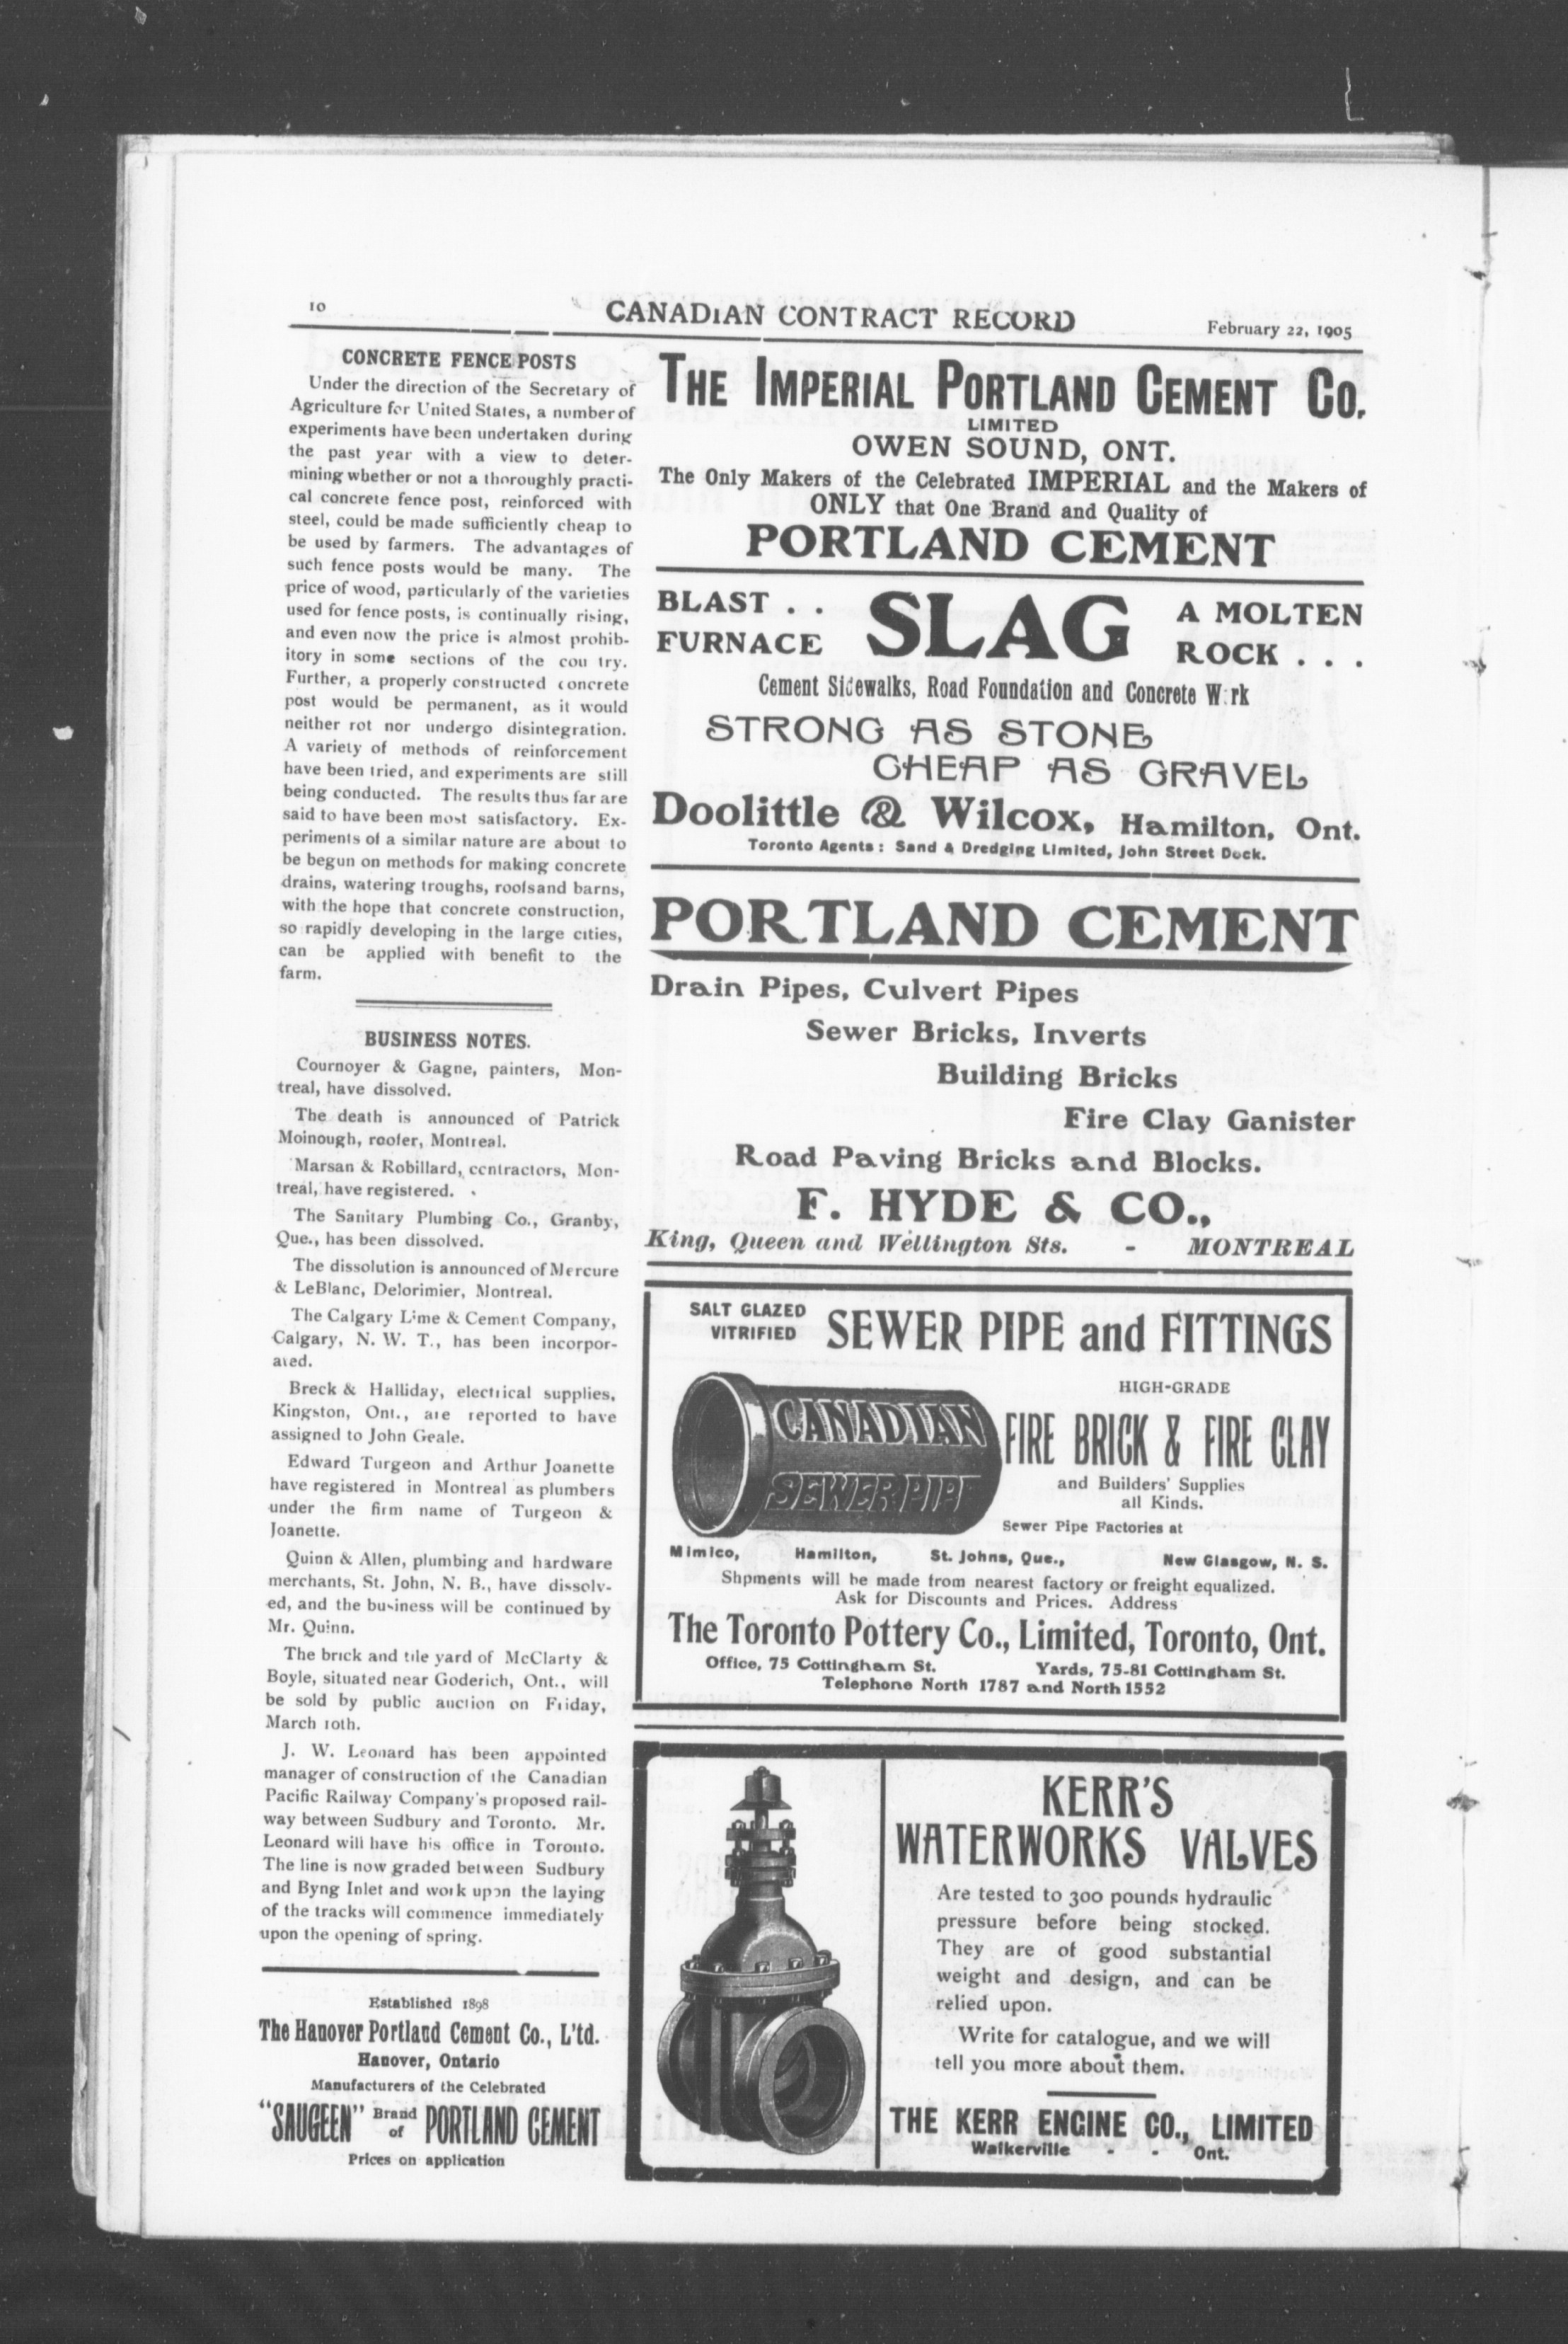 10
CANADIAN CONTRACT RECORD
February 22, 1905
CONCRETE FENCE POSTS
Under the direction of the Secretary of
Agriculture for United States, a number of
experiments have been undertaken during
the past year with a view to deter-
mining whether or not a thoroughly practi-
cal concrete fence post, reinforced with
steel, could be made sufficiently cheap to
be used by farmers. The advantages of
such fence posts would be many. The
price of wood, particularly of the varieties
used for fence posts, is continually rising,
and even now the price is almost prohib-
itory in some sections of the cou try.
Further, a properly constructed concrete
post would be permanent, as it would
neither rot nor undergo disintegration.
A variety of methods of reinforcement
have been tried, and experiments are still
being conducted. The results thus far are
said to have been most satisfactory. Ex-
periments of a similar nature are about to
be begun on methods for making concrete
drains, watering troughs, roofsand barns,
with the hope that concrete construction,
so rapidly developing in the large cities,
can be applied with benefit to the
farm.
BUSINESS NOTES.
Cournoyer & Gagne, painters, Mon-
treal, have dissolved.
The death is announced of Patrick
Moinough, roofer, Montreal.
Marsan & Robillard, contractors, Mon-
treal, have registered.
The Sanitary Plumbing Co., Granby,
Que., has been dissolved.
The dissolution is announced of Mercure
& LeBlanc, Delorimier, Montreal.
The Calgary Lime & Cement Company,
Calgary, N. W. T., has been incorpor-
ated.
Breck & Halliday, electrical supplies,
Kingston, Ont., are reported to have
assigned to John Geale.
Edward Turgeon and Arthur Joanette
have registered in Montreal as plumbers
under the firm name of Turgeon &
Joanette.
Quinn & Allen, plumbing and hardware
merchants, St. John, N. B., have dissolv-
ed, and the business will be continued by
Mr. Quinn.
The brick and tile yard of McClarty &
Boyle, situated near Goderich, Ont., will
be sold by public auction on Friday,
March 10th.
J. W. Leonard has been appointed
manager of construction of the Canadian
Pacific Railway Company's proposed rail-
way between Sudbury and Toronto. Mr.
Leonard will have his office in Toronto.
The line is now graded between Sudbury
and Byng Inlet and work upon the laying
of the tracks will commence immediately
upon the opening of spring.
Established 1898
The Hanover Portland Cement Co., L'td.
Hanover, Ontario
Manufacturers of the Celebrated
"SAUGEEN" Brand of PORTLAND CEMENT
Prices on application
THE IMPERIAL PORTLAND CEMENT CO.
LIMITED
OWEN SOUND, ONT.
The Only Makers of the Celebrated IMPERIAL and the Makers of
ONLY that One Brand and Quality of
PORTLAND CEMENT
BLAST . . FURNACE SLAG A MOLTEN ROCK . . .
Cement Sidewalks, Road Foundation and Concrete W rk
STRONG AS STONE
CHEAP AS GRAVEL
Doolittle & Wilcox, Hamilton, Ont.
Toronto Agents: Sand & Dredging Limited, John Street Dock.
PORTLAND CEMENT
Drain Pipes, Culvert Pipes
Sewer Bricks, Inverts
Building Bricks
Fire Clay Ganister
Road Paving Bricks and Blocks.
F. HYDE & CO.,
King, Queen and Wellington Sts. - MONTREAL
SALT GLAZED VITRIFIED SEWER PIPE and FITTINGS
CANADIAN
SEWER PIPE
HIGH-GRADE
FIRE BRICK & FIRE CLAY
and Builders' Supplies
all Kinds.
Sewer Pipe Factories at
Mimico, Hamilton, St. Johns, Que., New Glasgow, N. S.
Shpments will be made from nearest factory or freight equalized.
Ask for Discounts and Prices. Address
The Toronto Pottery Co., Limited, Toronto, Ont.
Office, 75 Cottingham St. Yards, 75-81 Cottingham St.
Telephone North 1787 and North 1552
KERR'S
WATERWORKS VALVES
Are tested to 300 pounds hydraulic
pressure before being stocked.
They are of good substantial
weight and design, and can be
relied upon.
Write for catalogue, and we will
tell you more about them.
THE KERR ENGINE CO., LIMITED
Walkerville - - Ont.